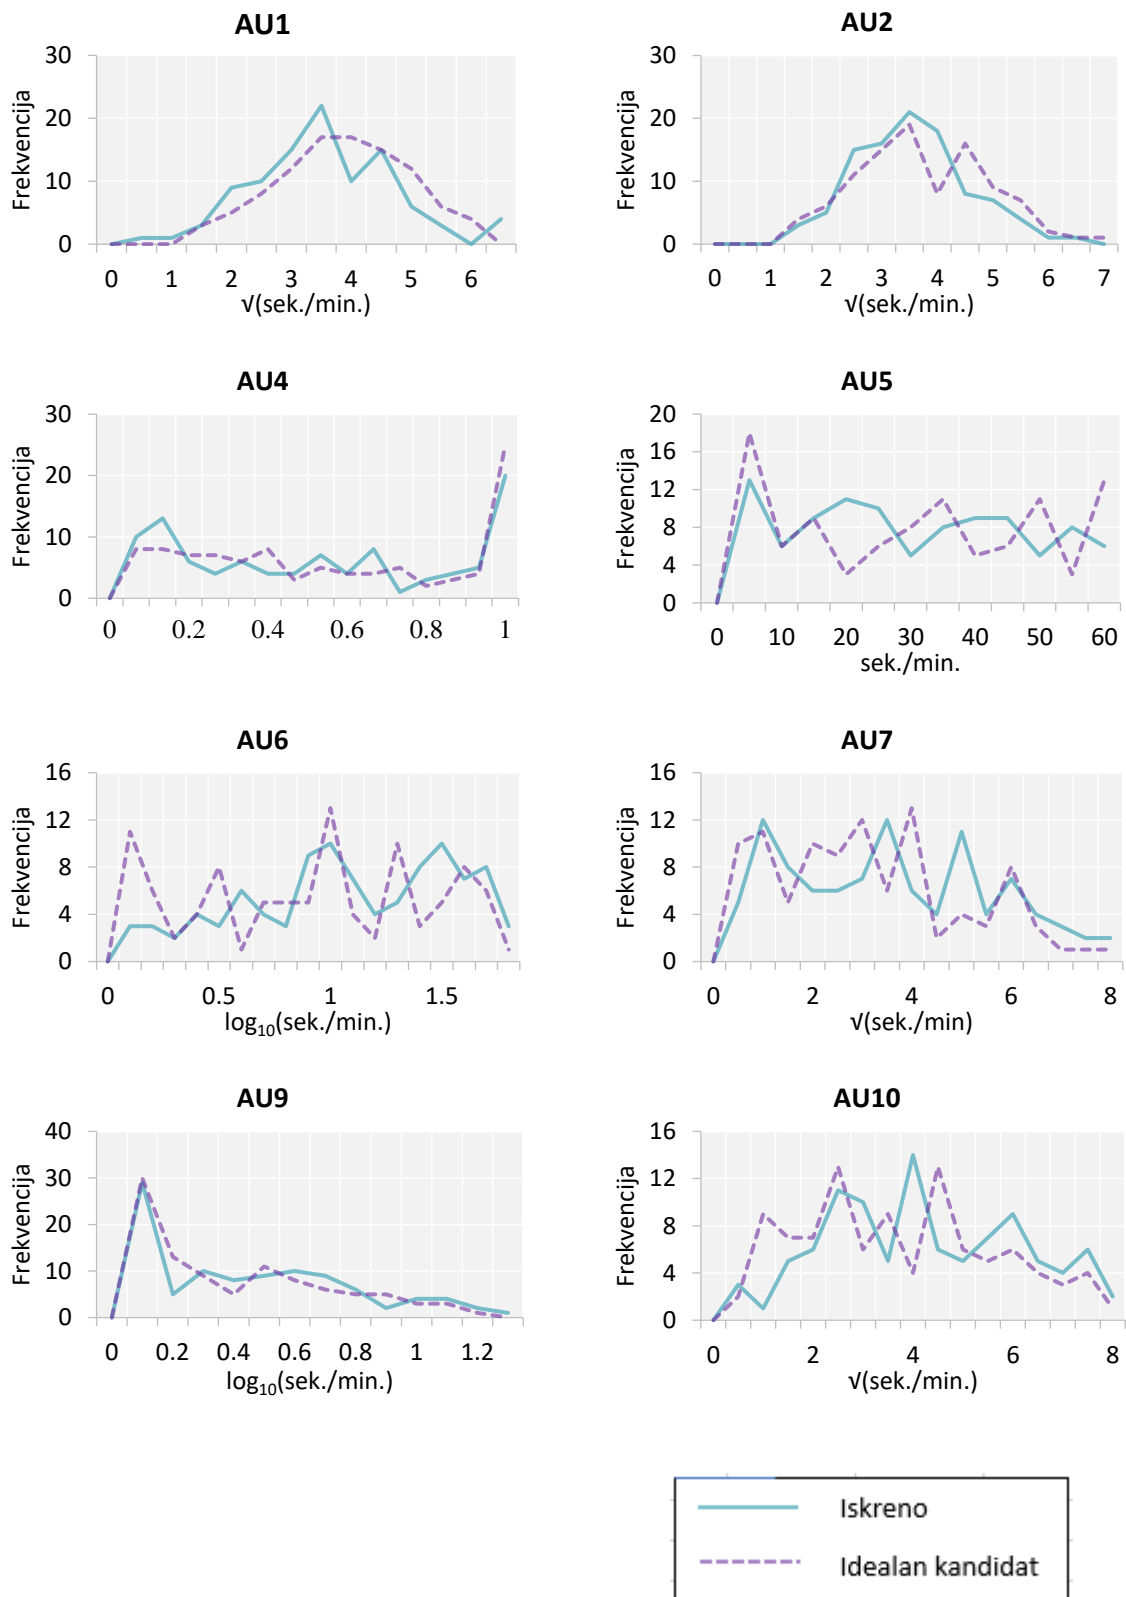 AU1
30
20
10
0
Frekvencija
0 1 2 3 4 5 6
√(sek./min.)
AU2
30
20
10
0
Frekvencija
0 1 2 3 4 5 6 7
√(sek./min.)
AU4
30
20
10
0
Frekvencija
0 0.2 0.4 0.6 0.8 1
AU5
20
16
12
8
4
0
Frekvencija
0 10 20 30 40 50 60
sek./min.
AU6
16
12
8
4
0
Frekvencija
0 0.5 1 1.5
log₁₀(sek./min.)
AU7
16
12
8
4
0
Frekvencija
0 2 4 6 8
√(sek./min)
AU9
40
30
20
10
0
Frekvencija
0 0.2 0.4 0.6 0.8 1 1.2
log₁₀(sek./min.)
AU10
16
12
8
4
0
Frekvencija
0 2 4 6 8
√(sek./min.)
Iskreno
Idealan kandidat